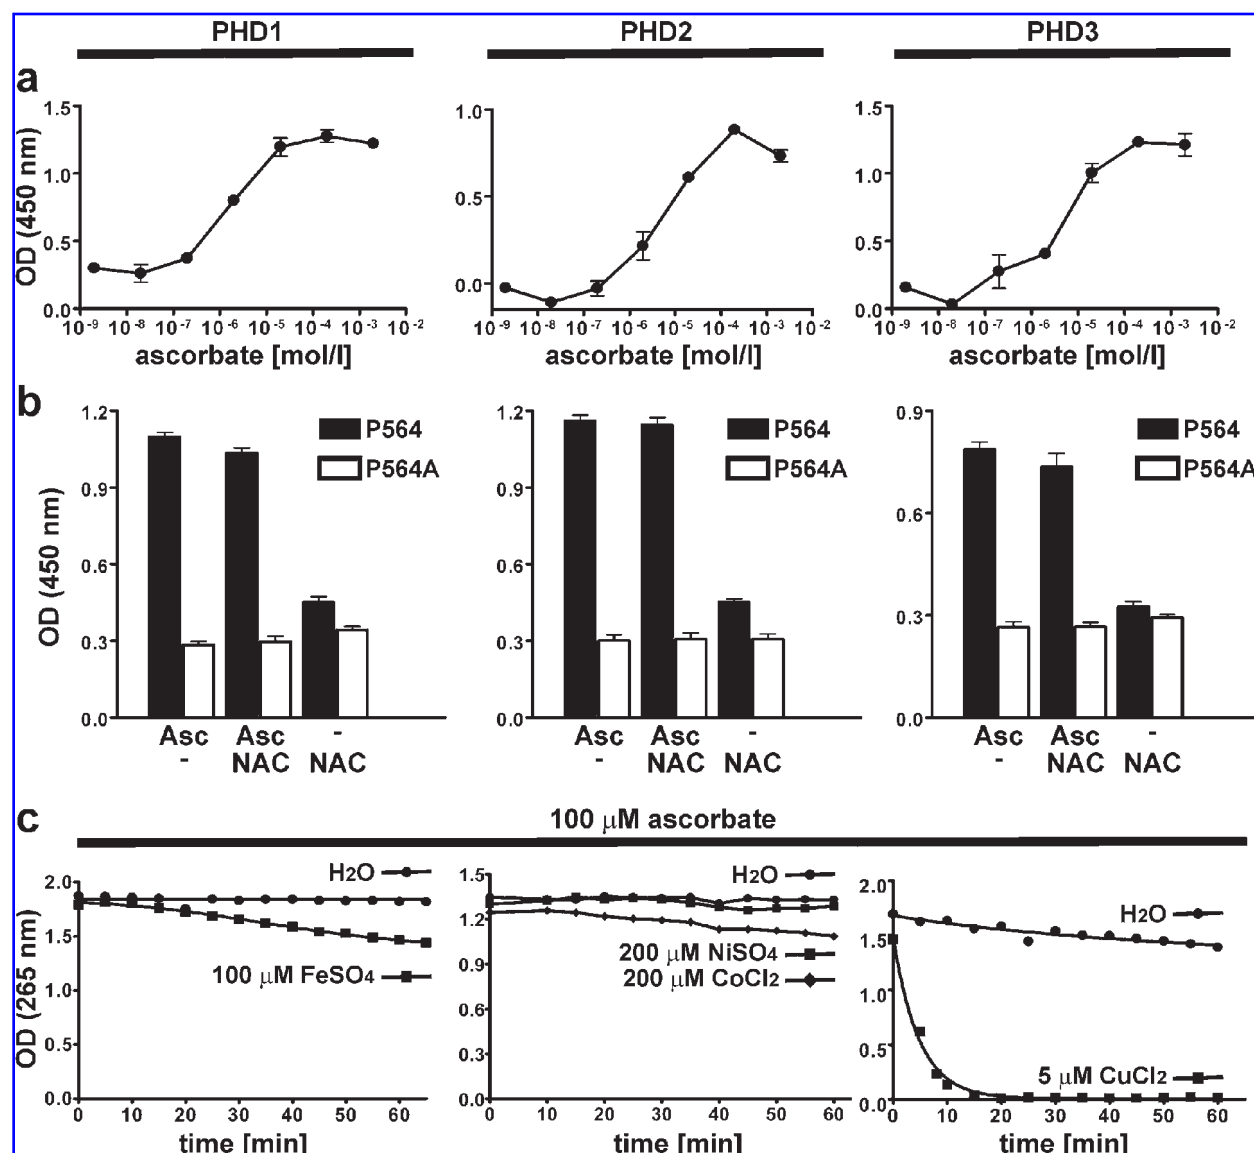 PHD1 PHD2 PHD3
a
OD (450 nm)
1.5
1.0
0.5
0.0
10⁻⁹ 10⁻⁸ 10⁻⁷ 10⁻⁶ 10⁻⁵ 10⁻⁴ 10⁻³ 10⁻²
ascorbate [mol/l]
1.0
0.5
0.0
10⁻⁹ 10⁻⁸ 10⁻⁷ 10⁻⁶ 10⁻⁵ 10⁻⁴ 10⁻³ 10⁻²
ascorbate [mol/l]
1.5
1.0
0.5
0.0
10⁻⁹ 10⁻⁸ 10⁻⁷ 10⁻⁶ 10⁻⁵ 10⁻⁴ 10⁻³ 10⁻²
ascorbate [mol/l]
b
OD (450 nm)
1.2
0.9
0.6
0.3
0.0
P564
P564A
Asc Asc -
- NAC NAC
1.2
0.9
0.6
0.3
0.0
P564
P564A
Asc Asc -
- NAC NAC
0.9
0.6
0.3
0.0
P564
P564A
Asc Asc -
- NAC NAC
c
100 µM ascorbate
OD (265 nm)
2.0
1.5
1.0
0.5
0.0
H₂O
100 µM FeSO₄
0 10 20 30 40 50 60
time [min]
1.5
1.2
0.9
0.6
0.3
0.0
H₂O
200 µM NiSO₄
200 µM CoCl₂
0 10 20 30 40 50 60
time [min]
2.0
1.5
1.0
0.5
0.0
H₂O
5 µM CuCl₂
0 10 20 30 40 50 60
time [min]